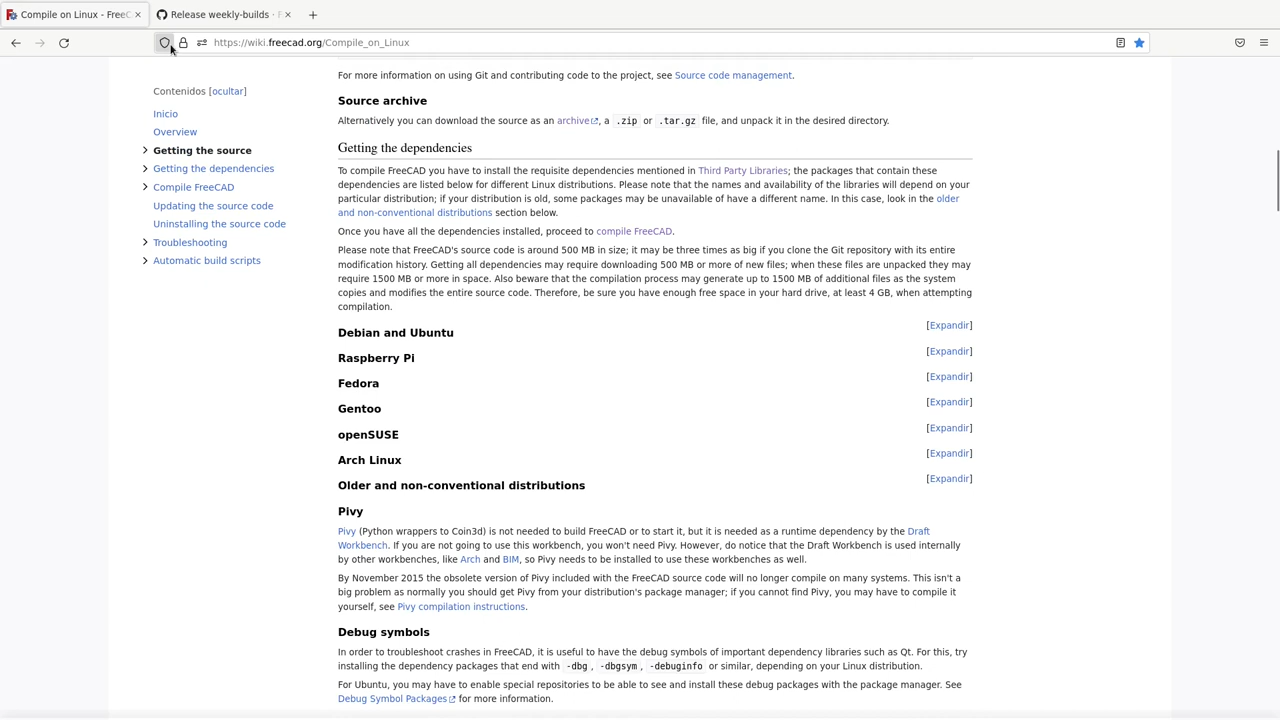 Compile on Linux - FreeC
Release weekly-builds · F
https://wiki.freecad.org/Compile_on_Linux
Contenidos [ocultar]
Inicio
Overview
Getting the source
Getting the dependencies
Compile FreeCAD
Updating the source code
Uninstalling the source code
Troubleshooting
Automatic build scripts
For more information on using Git and contributing code to the project, see Source code management.
Source archive
Alternatively you can download the source as an archive, a .zip or .tar.gz file, and unpack it in the desired directory.
Getting the dependencies
To compile FreeCAD you have to install the requisite dependencies mentioned in Third Party Libraries; the packages that contain these
dependencies are listed below for different Linux distributions. Please note that the names and availability of the libraries will depend on your
particular distribution; if your distribution is old, some packages may be unavailable of have a different name. In this case, look in the older
and non-conventional distributions section below.
Once you have all the dependencies installed, proceed to compile FreeCAD.
Please note that FreeCAD's source code is around 500 MB in size; it may be three times as big if you clone the Git repository with its entire
modification history. Getting all dependencies may require downloading 500 MB or more of new files; when these files are unpacked they may
require 1500 MB or more in space. Also beware that the compilation process may generate up to 1500 MB of additional files as the system
copies and modifies the entire source code. Therefore, be sure you have enough free space in your hard drive, at least 4 GB, when attempting
compilation.
Debian and Ubuntu [Expandir]
Raspberry Pi [Expandir]
Fedora [Expandir]
Gentoo [Expandir]
openSUSE [Expandir]
Arch Linux [Expandir]
Older and non-conventional distributions [Expandir]
Pivy
Pivy (Python wrappers to Coin3d) is not needed to build FreeCAD or to start it, but it is needed as a runtime dependency by the Draft
Workbench. If you are not going to use this workbench, you won't need Pivy. However, do notice that the Draft Workbench is used internally
by other workbenches, like Arch and BIM, so Pivy needs to be installed to use these workbenches as well.
By November 2015 the obsolete version of Pivy included with the FreeCAD source code will no longer compile on many systems. This isn't a
big problem as normally you should get Pivy from your distribution's package manager; if you cannot find Pivy, you may have to compile it
yourself, see Pivy compilation instructions.
Debug symbols
In order to troubleshoot crashes in FreeCAD, it is useful to have the debug symbols of important dependency libraries such as Qt. For this, try
installing the dependency packages that end with -dbg, -dbgsym, -debuginfo or similar, depending on your Linux distribution.
For Ubuntu, you may have to enable special repositories to be able to see and install these debug packages with the package manager. See
Debug Symbol Packages for more information.